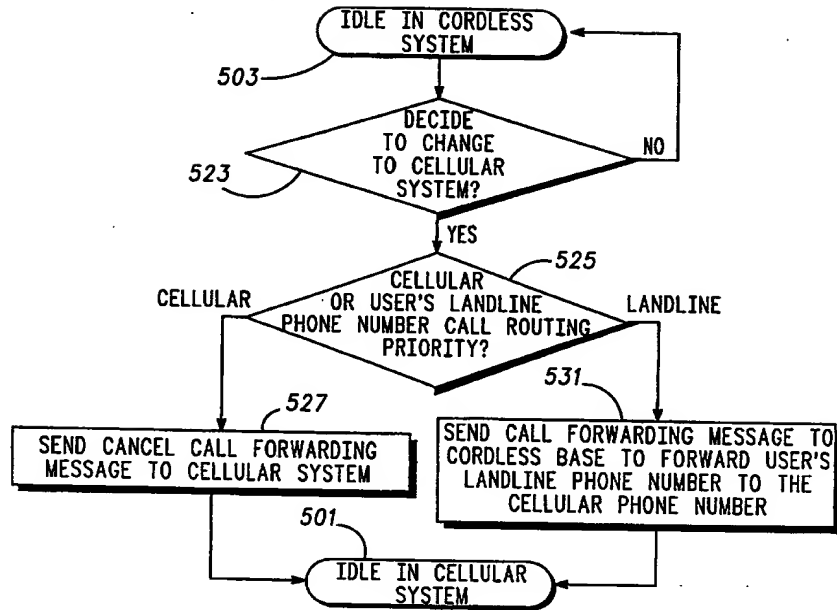 IDLE IN CORDLESS
SYSTEM
503
DECIDE
TO CHANGE
TO CELLULAR
SYSTEM?
523
NO
YES
525
CELLULAR
CELLULAR
OR USER'S LANDLINE
PHONE NUMBER CALL ROUTING
PRIORITY?
LANDLINE
527
SEND CANCEL CALL FORWARDING
MESSAGE TO CELLULAR SYSTEM
531
SEND CALL FORWARDING MESSAGE TO
CORDLESS BASE TO FORWARD USER'S
LANDLINE PHONE NUMBER TO THE
CELLULAR PHONE NUMBER
501
IDLE IN CELLULAR
SYSTEM